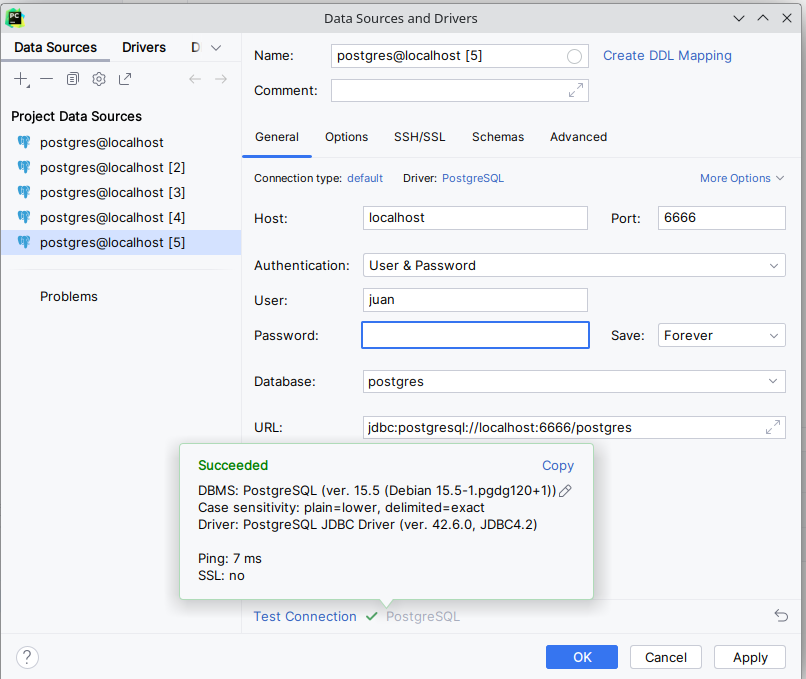 PC
Data Sources and Drivers
Data Sources Drivers D
Project Data Sources
postgres@localhost
postgres@localhost [2]
postgres@localhost [3]
postgres@localhost [4]
postgres@localhost [5]
Problems
Name: postgres@localhost [5] Create DDL Mapping
Comment:
General Options SSH/SSL Schemas Advanced
Connection type: default Driver: PostgreSQL More Options
Host: localhost Port: 6666
Authentication: User & Password
User: juan
Password: Save: Forever
Database: postgres
URL: jdbc:postgresql://localhost:6666/postgres
Succeeded Copy
DBMS: PostgreSQL (ver. 15.5 (Debian 15.5-1.pgdg120+1))
Case sensitivity: plain=lower, delimited=exact
Driver: PostgreSQL JDBC Driver (ver. 42.6.0, JDBC4.2)
Ping: 7 ms
SSL: no
Test Connection PostgreSQL
? OK Cancel Apply